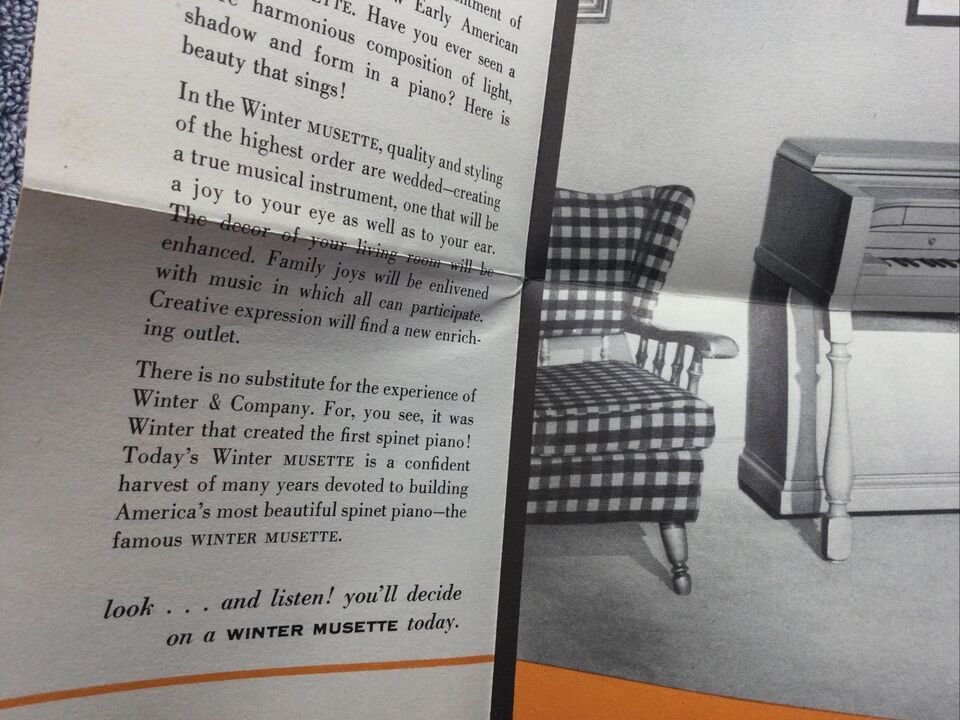 of
Early American
Have you ever seen a
harmonious composition of light,
shadow and form in a piano? Here is
beauty that sings!
In the Winter MUSETTE, quality and styling
of the highest order are wedded—creating
a true musical instrument, one that will be
a joy to your eye as well as to your ear.
The decor of your living room will be
enhanced. Family joys will be enlivened
with music in which all can participate.
Creative expression will find a new enrich-
ing outlet.
There is no substitute for the experience of
Winter & Company. For, you see, it was
Winter that created the first spinet piano!
Today's Winter MUSETTE is a confident
harvest of many years devoted to building
America's most beautiful spinet piano—the
famous WINTER MUSETTE.
look . . . and listen! you'll decide
on a WINTER MUSETTE today.